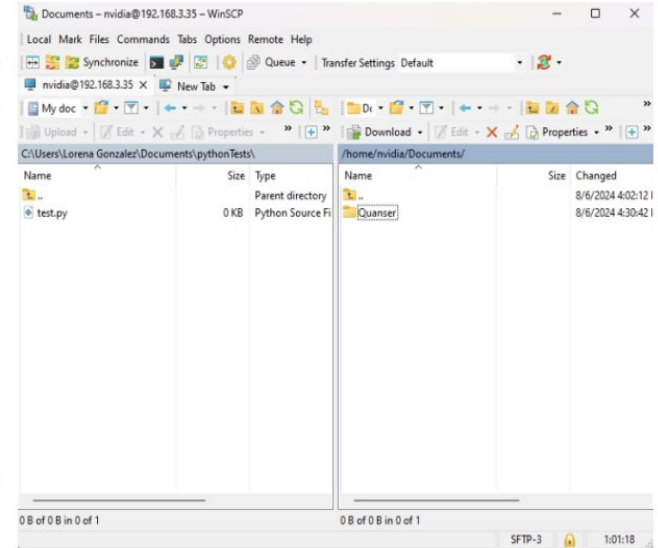 Documents – nvidia@192.168.3.35 – WinSCP
Local Mark Files Commands Tabs Options Remote Help
Synchronize Queue Transfer Settings Default
nvidia@192.168.3.35 × New Tab
My doc Dc
Upload Edit Properties » Download Edit Properties »
C:\Users\Lorena Gonzalez\Documents\pythonTests\ /home/nvidia/Documents/
Name Size Type Name Size Changed
.. Parent directory .. 8/6/2024 4:02:12
test.py 0 KB Python Source Fi Quanser 8/6/2024 4:30:42
0 B of 0 B in 0 of 1 0 B of 0 B in 0 of 1
SFTP-3 1:01:18